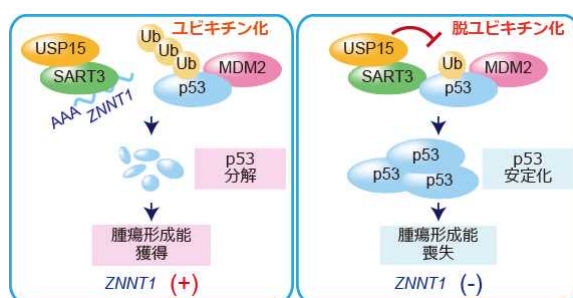 ユビキチン化
USP15
SART3
AAA
ZNNT1
Ub
Ub
Ub
p53
MDM2
p53
分解
腫瘍形成能
獲得
ZNNT1 (+)
脱ユビキチン化
USP15
SART3
Ub
p53
MDM2
p53
p53
p53
p53
安定化
腫瘍形成能
喪失
ZNNT1 (-)